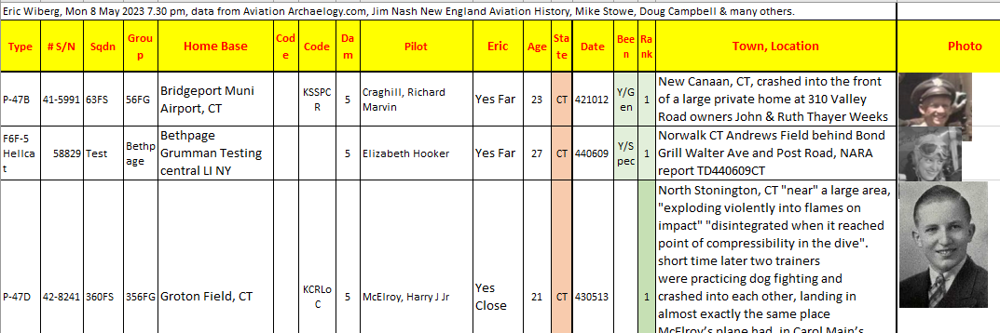 Eric Wiberg, Mon 8 May 2023 7.30 pm, data from Aviation Archaelogy.com, Jim Nash New England Aviation History, Mike Stowe, Doug Campbell & many others.
Type # S/N Sqdn Grou p Home Base Cod e Code Da m Pilot Eric Age Sta te Date Bee n Ra nk Town, Location Photo
P-47B 41-5991 63FS 56FG Bridgeport Muni Airport, CT KSSPC R 5 Craghill, Richard Marvin Yes Far 23 CT 421012 Y/G en 1
New Canaan, CT, crashed into the front
of a large private home at 310 Valley
Road owners John & Ruth Thayer Weeks
F6F-5 Hellca t 58829 Test Bethp age Bethpage Grumman Testing central LI NY 5 Elizabeth Hooker Yes Far 27 CT 440609 Y/S pec 1
Norwalk CT Andrews Field behind Bond
Grill Walter Ave and Post Road, NARA
report TD440609CT
P-47D 42-8241 360FS 356FG Groton Field, CT KCRLo C 5 McElroy, Harry J Jr Yes Close 21 CT 430513 1
North Stonington, CT "near" a large area,
"exploding violently into flames on
impact" "disintegrated when it reached
point of compressibility in the dive".
short time later two trainers
were practicing dog fighting and
crashed into each other, landing in
almost exactly the same place
McElroy's plane had, in Carol Main's